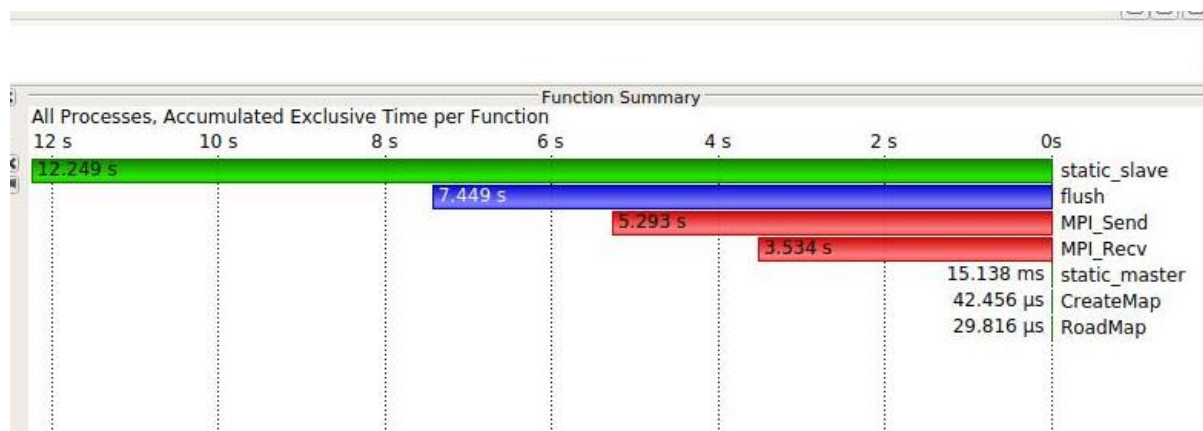 Function Summary
All Processes, Accumulated Exclusive Time per Function
12 s 10 s 8 s 6 s 4 s 2 s 0s
12.249 s static_slave
7.449 s flush
5.293 s MPI_Send
3.534 s MPI_Recv
15.138 ms static_master
42.456 µs CreateMap
29.816 µs RoadMap